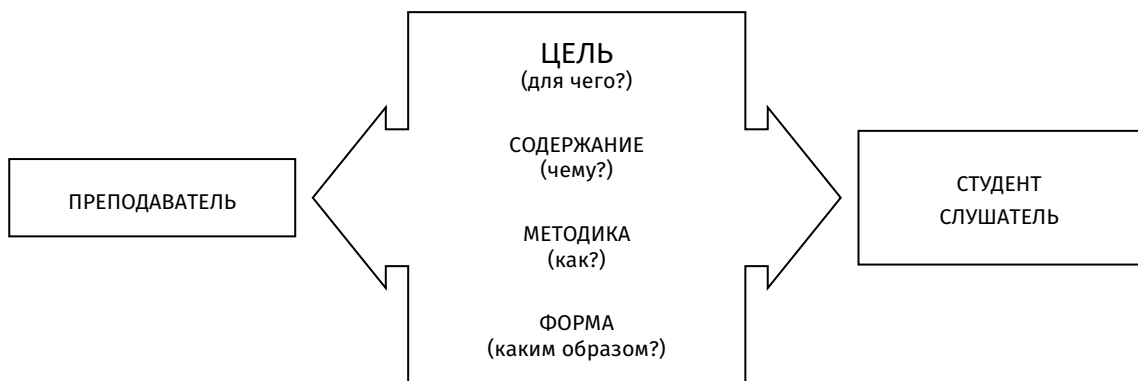 ЦЕЛЬ
(для чего?)
СОДЕРЖАНИЕ
(чему?)
ПРЕПОДАВАТЕЛЬ
СТУДЕНТ
СЛУШАТЕЛЬ
МЕТОДИКА
(как?)
ФОРМА
(каким образом?)